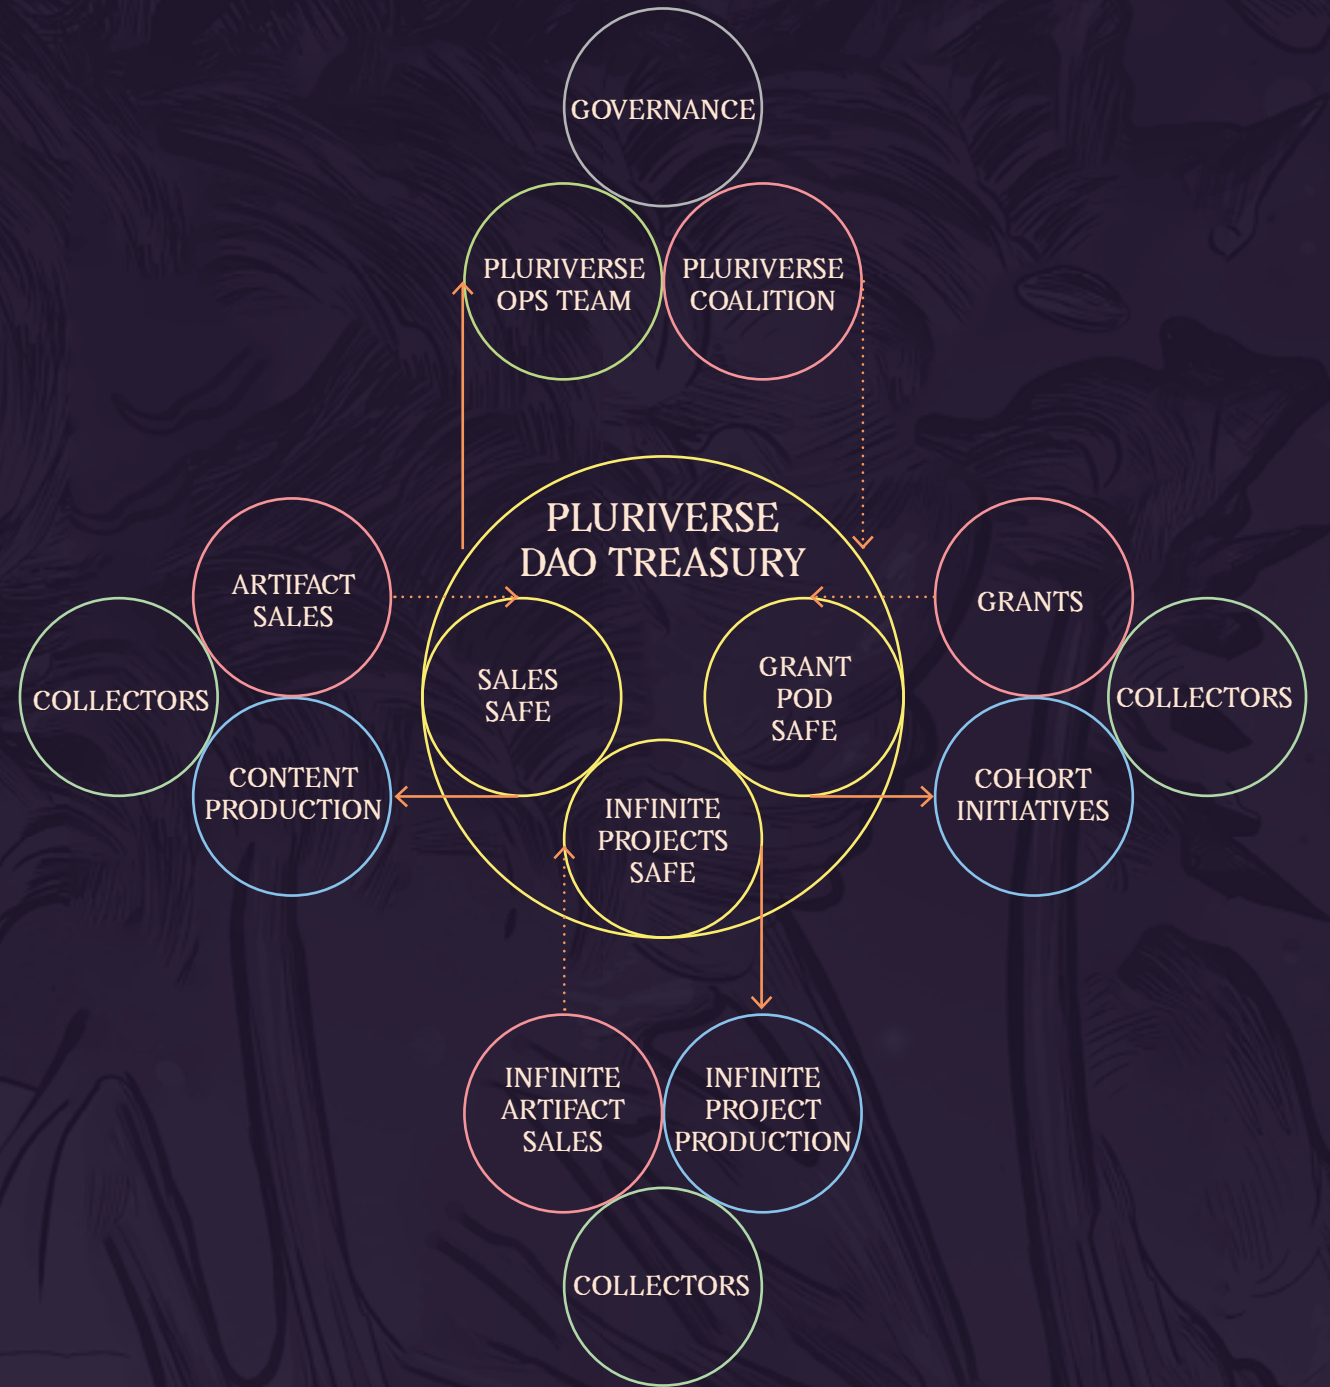 GOVERNANCE
PLURIVERSE
OPS TEAM
PLURIVERSE
COALITION
PLURIVERSE
DAO TREASURY
ARTIFACT
SALES
COLLECTORS
CONTENT
PRODUCTION
SALES
SAFE
GRANT
POD
SAFE
INFINITE
PROJECTS
SAFE
GRANTS
COLLECTORS
COHORT
INITIATIVES
INFINITE
ARTIFACT
SALES
INFINITE
PROJECT
PRODUCTION
COLLECTORS